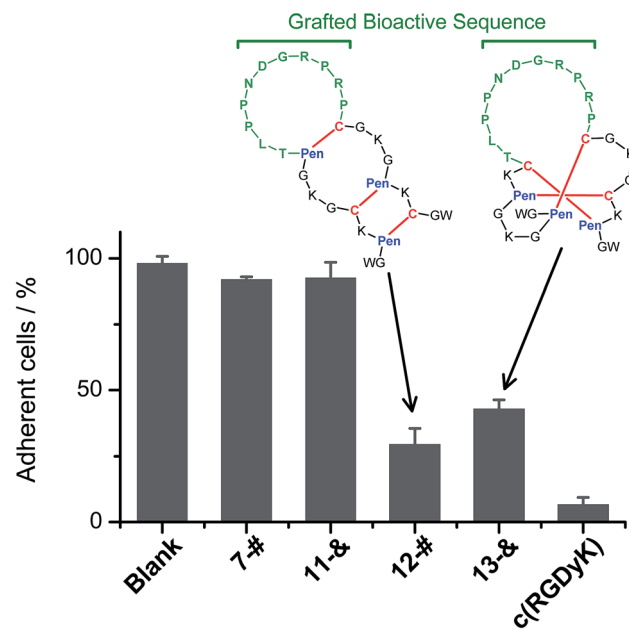 Grafted Bioactive Sequence
T L P P N D G R P R P
C G K G Pen K C GW
Pen G K G C K Pen WG
T L P P N D G R P R P
C G
C K Pen G K G Pen WG
C K Pen GW
Adherent cells / %
100
50
0
Blank
7-#
11-&
12-#
13-&
c(RGDyK)